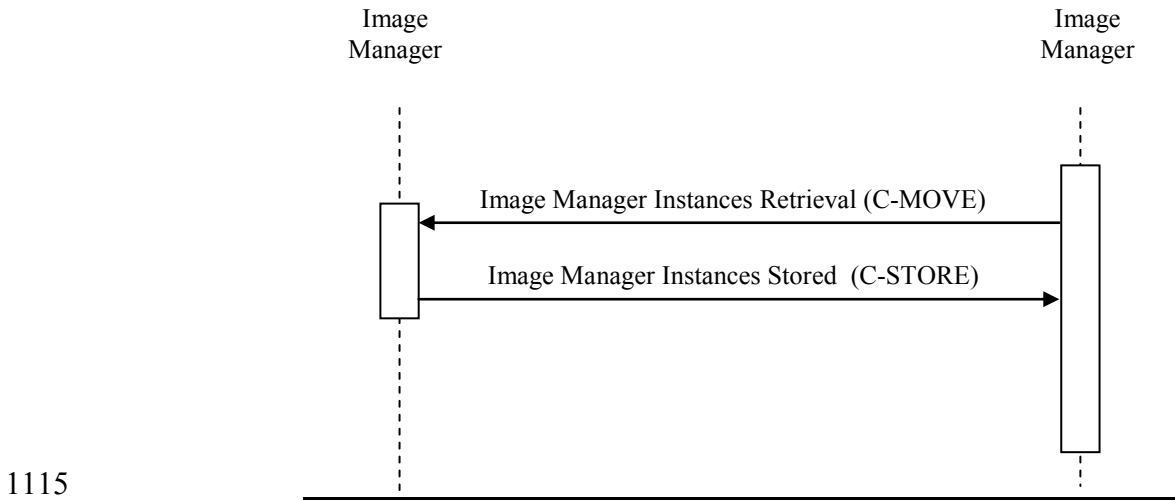 Image
Manager
Image
Manager
Image Manager Instances Retrieval (C-MOVE)
Image Manager Instances Stored  (C-STORE)
1115